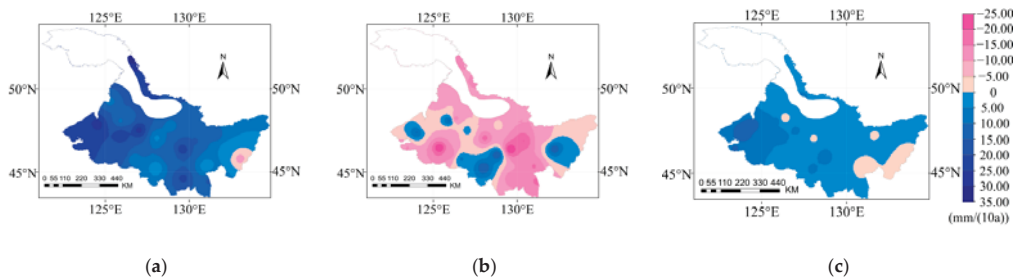 125°E 130°E
N
50°N 50°N
45°N 45°N
0 55 110 220 330 440
KM
125°E 130°E
(a)
125°E 130°E
N
50°N 50°N
45°N 45°N
0 55 110 220 330 440
KM
125°E 130°E
(b)
125°E 130°E
N
50°N 50°N
45°N 45°N
0 55 110 220 330 440
KM
125°E 130°E
(c)
−25.00
−20.00
−15.00
−10.00
−5.00
0
5.00
10.00
15.00
20.00
25.00
30.00
35.00
(mm/(10a))